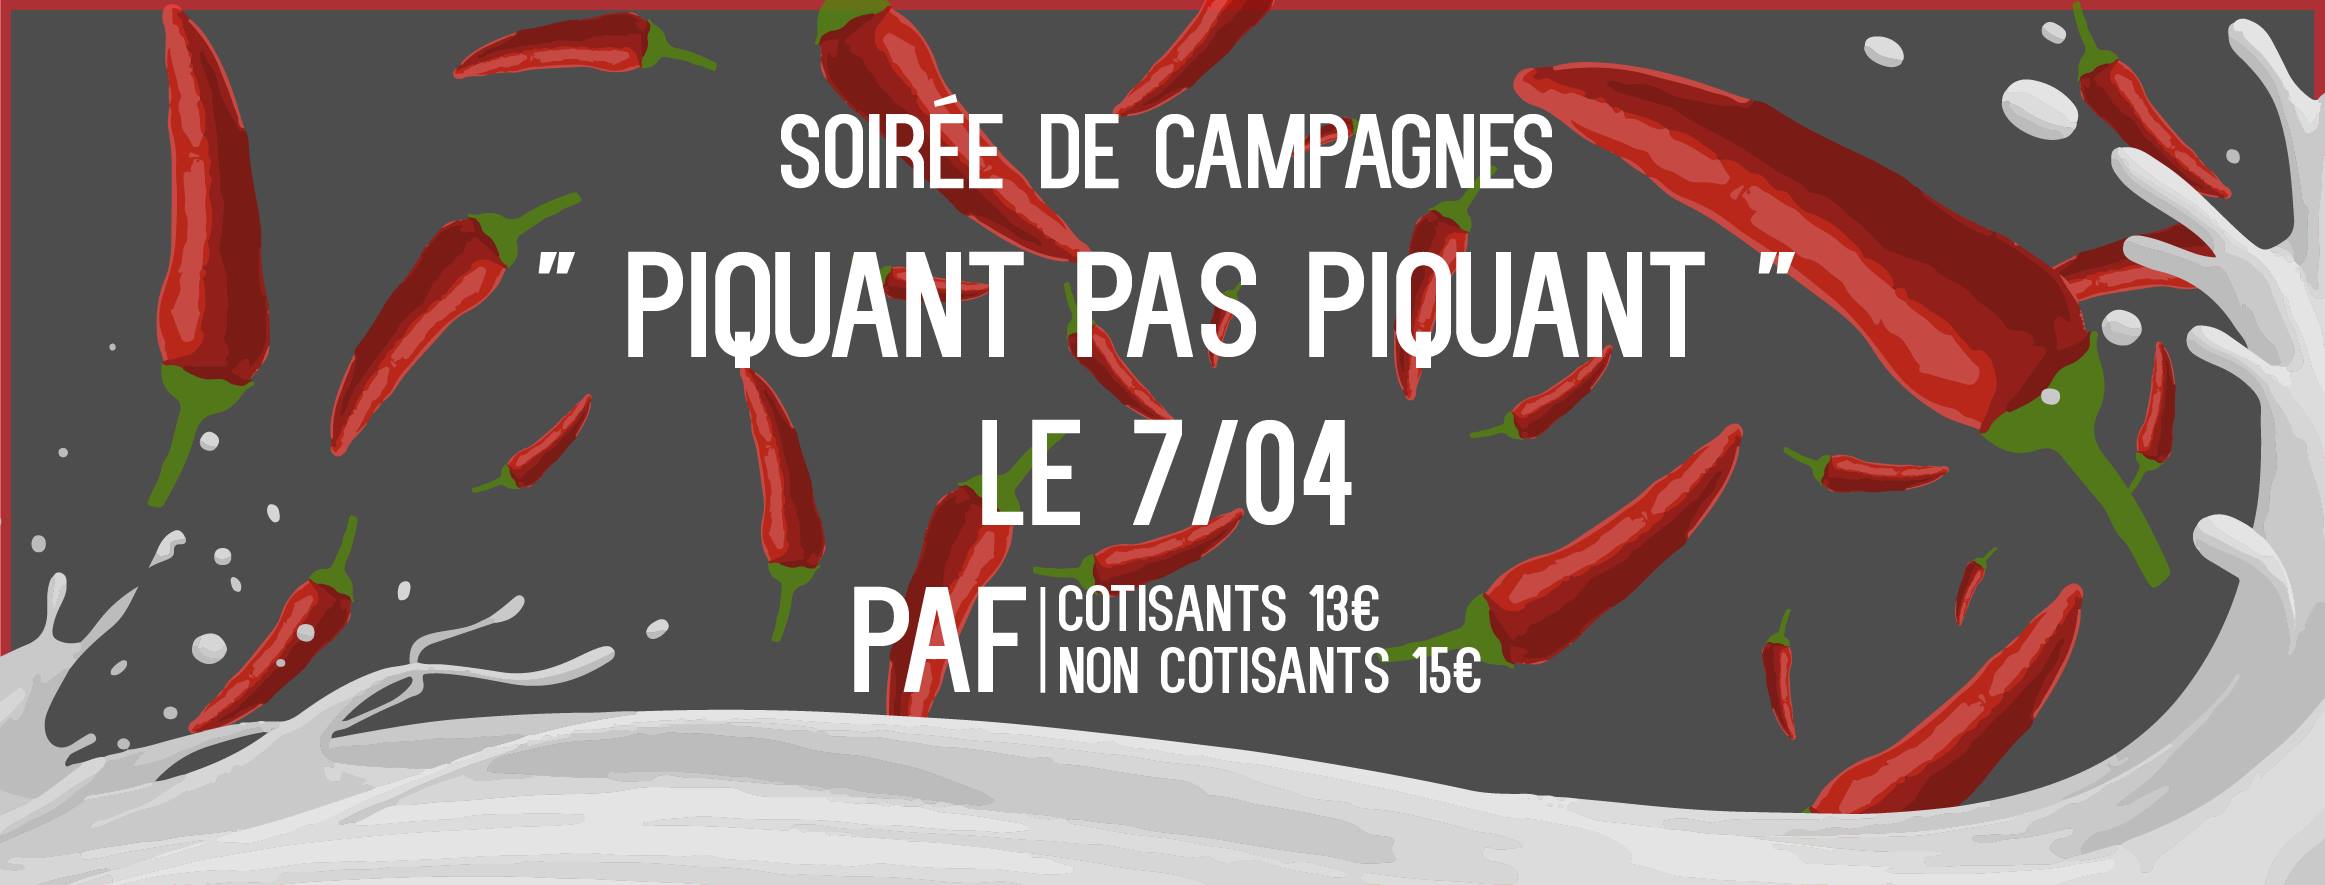 SOIRÉE DE CAMPAGNES
" PIQUANT PAS PIQUANT "
LE 7/04
PAF
COTISANTS 13€
NON COTISANTS 15€